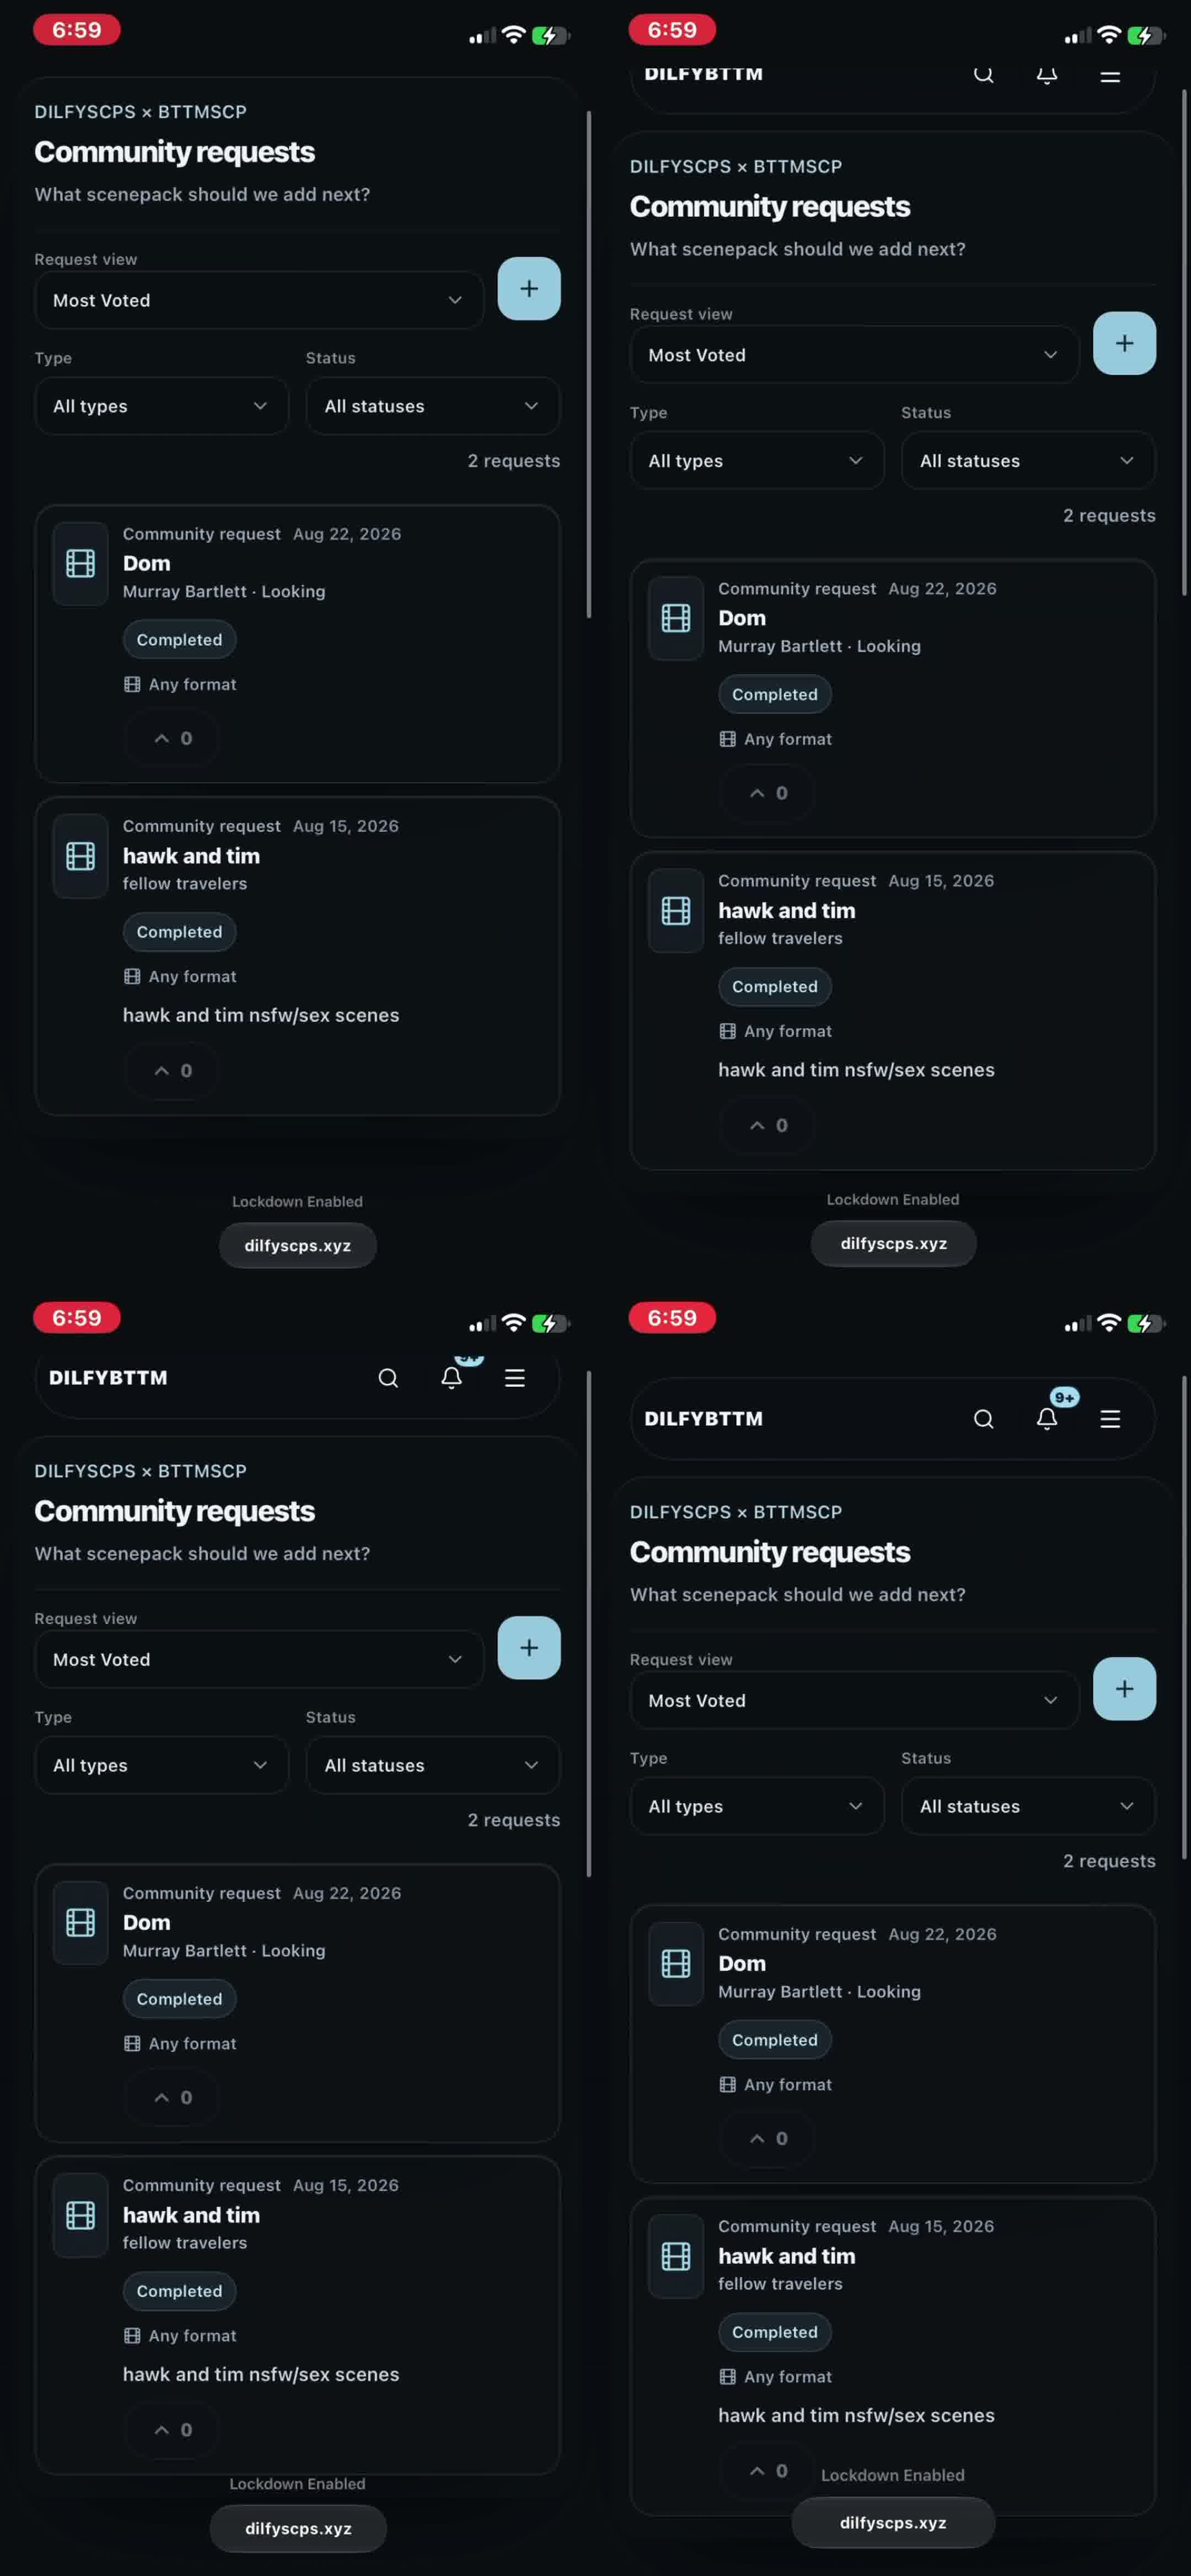 6:59
DILFYSCPS × BTTMSCP
Community requests
What scenepack should we add next?
Request view
Most Voted
+
Type
Status
All types
All statuses
2 requests
Community request Aug 22, 2026
Dom
Murray Bartlett · Looking
Completed
Any format
0
Community request Aug 15, 2026
hawk and tim
fellow travelers
Completed
Any format
hawk and tim nsfw/sex scenes
0
Lockdown Enabled
dilfyscps.xyz
6:59
DILFYBTTM
DILFYSCPS × BTTMSCP
Community requests
What scenepack should we add next?
Request view
Most Voted
+
Type
Status
All types
All statuses
2 requests
Community request Aug 22, 2026
Dom
Murray Bartlett · Looking
Completed
Any format
0
Community request Aug 15, 2026
hawk and tim
fellow travelers
Completed
Any format
hawk and tim nsfw/sex scenes
0
Lockdown Enabled
dilfyscps.xyz
6:59
DILFYBTTM
9+
DILFYSCPS × BTTMSCP
Community requests
What scenepack should we add next?
Request view
Most Voted
+
Type
Status
All types
All statuses
2 requests
Community request Aug 22, 2026
Dom
Murray Bartlett · Looking
Completed
Any format
0
Community request Aug 15, 2026
hawk and tim
fellow travelers
Completed
Any format
hawk and tim nsfw/sex scenes
0
Lockdown Enabled
dilfyscps.xyz
6:59
DILFYBTTM
9+
DILFYSCPS × BTTMSCP
Community requests
What scenepack should we add next?
Request view
Most Voted
+
Type
Status
All types
All statuses
2 requests
Community request Aug 22, 2026
Dom
Murray Bartlett · Looking
Completed
Any format
0
Community request Aug 15, 2026
hawk and tim
fellow travelers
Completed
Any format
hawk and tim nsfw/sex scenes
0
Lockdown Enabled
dilfyscps.xyz